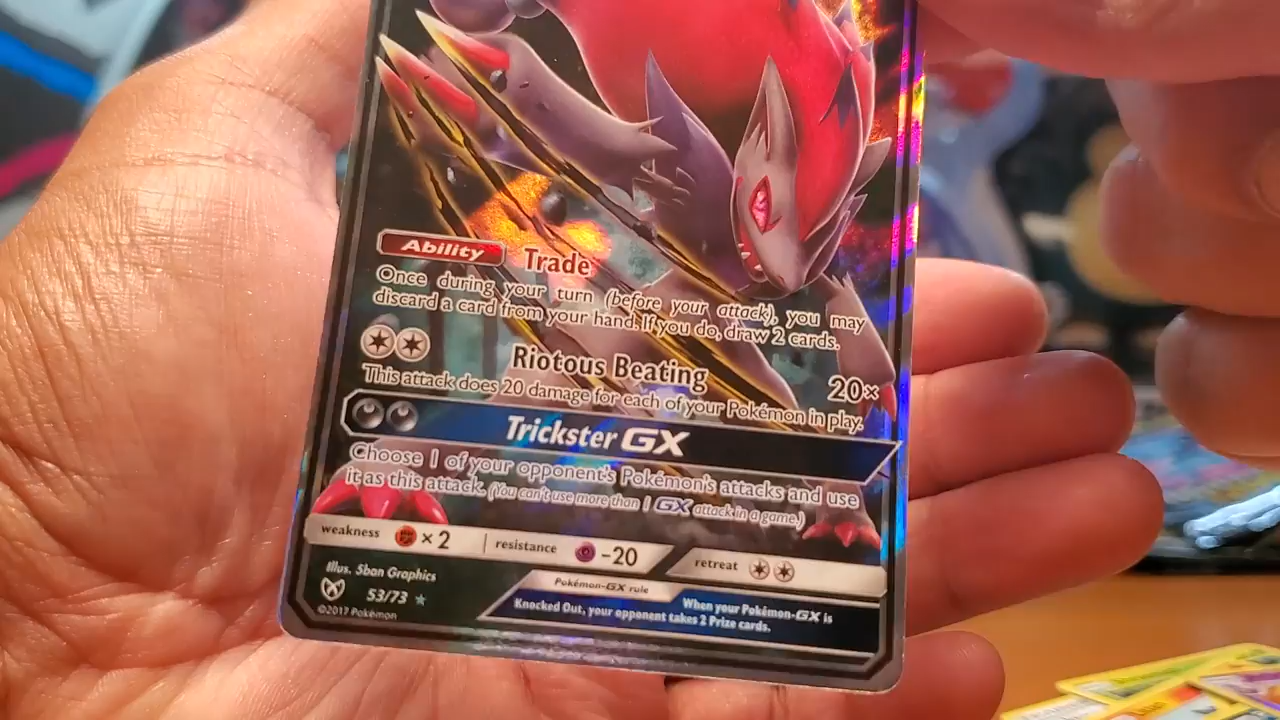 Ability Trade
Once during your turn (before your attack), you may
discard a card from your hand. If you do, draw 2 cards.
Riotous Beating 20×
This attack does 20 damage for each of your Pokémon in play.
Trickster GX
Choose 1 of your opponent's Pokémon's attacks and use
it as this attack. (You can't use more than 1 GX attack in a game.)
weakness ×2 resistance -20 retreat
Illus. 5ban Graphics
53/73
©2017 Pokémon
Pokémon-GX rule
When your Pokémon-GX is
Knocked Out, your opponent takes 2 Prize cards.